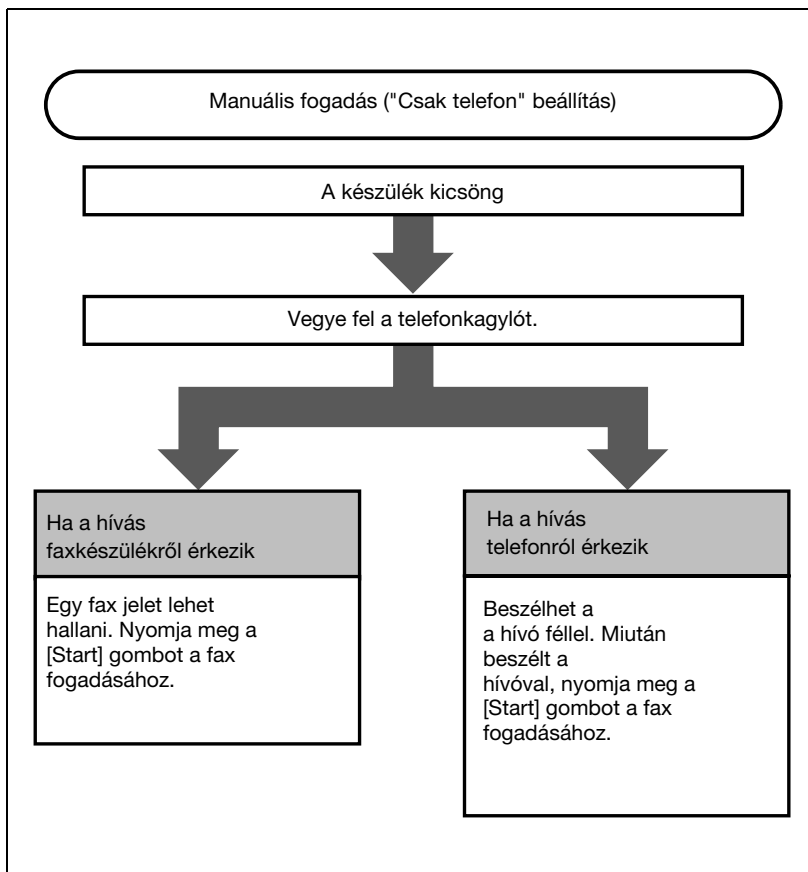 Manuális fogadás ("Csak telefon" beállítás)
A készülék kicsöng
Vegye fel a telefonkagylót.
Ha a hívás
faxkészülékről érkezik
Egy fax jelet lehet
hallani. Nyomja meg a
[Start] gombot a fax
fogadásához.
Ha a hívás
telefonról érkezik
Beszélhet a
a hívó féllel. Miután
beszélt a
hívóval, nyomja meg a
[Start] gombot a fax
fogadásához.